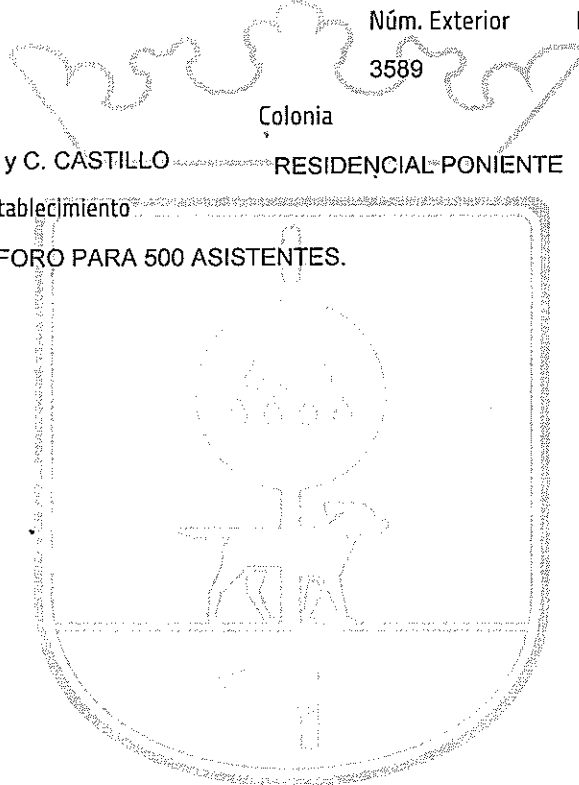 Núm. Exterior
3589
Colonia
y C. CASTILLO RESIDENCIAL PONIENTE
tablecimiento
FORO PARA 500 ASISTENTES.